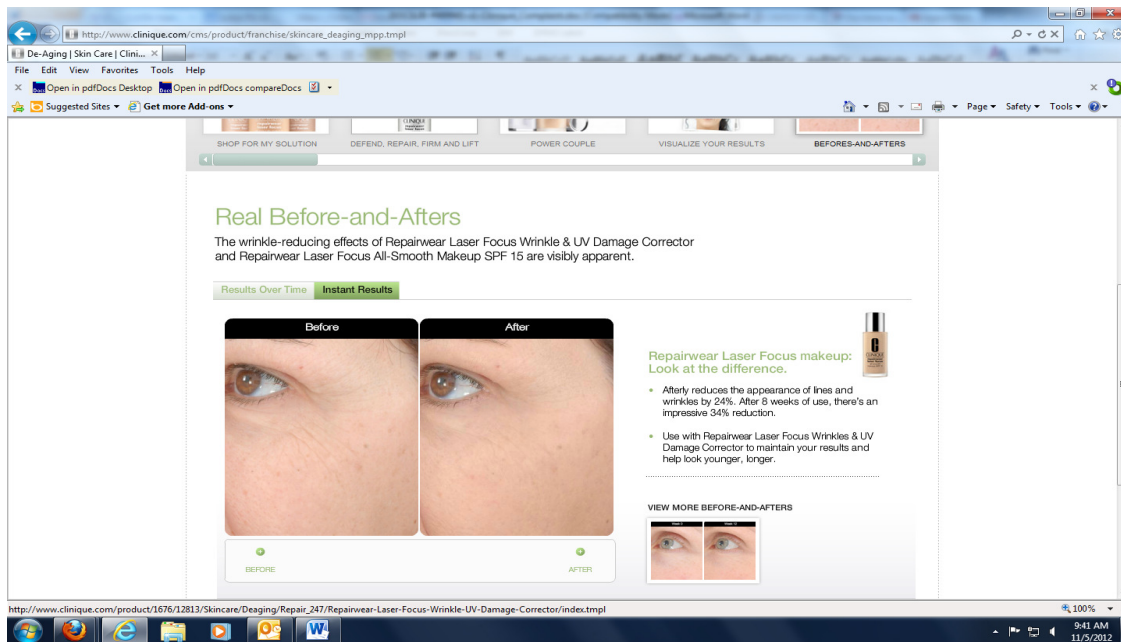 http://www.clinique.com/cms/product/franchise/skincare_deaging_mpp.tmpl
De-Aging | Skin Care | Clini...
File Edit View Favorites Tools Help
Open in pdfDocs Desktop Open in pdfDocs compareDocs
Suggested Sites Get more Add-ons Page Safety Tools
SHOP FOR MY SOLUTION DEFEND, REPAIR, FIRM AND LIFT POWER COUPLE VISUALIZE YOUR RESULTS BEFORES-AND-AFTERS
Real Before-and-Afters
The wrinkle-reducing effects of Repairwear Laser Focus Wrinkle & UV Damage Corrector
and Repairwear Laser Focus All-Smooth Makeup SPF 15 are visibly apparent.
Results Over Time Instant Results
Before After
Repairwear Laser Focus makeup:
Look at the difference.
Afterly reduces the appearance of lines and
wrinkles by 24%. After 8 weeks of use, there's an
impressive 34% reduction.
Use with Repairwear Laser Focus Wrinkles & UV
Damage Corrector to maintain your results and
help look younger, longer.
VIEW MORE BEFORE-AND-AFTERS
BEFORE AFTER
http://www.clinique.com/product/1676/12813/Skincare/Deaging/Repair_247/Repairwear-Laser-Focus-Wrinkle-UV-Damage-Corrector/index.tmpl
100%
9:41 AM
11/5/2012